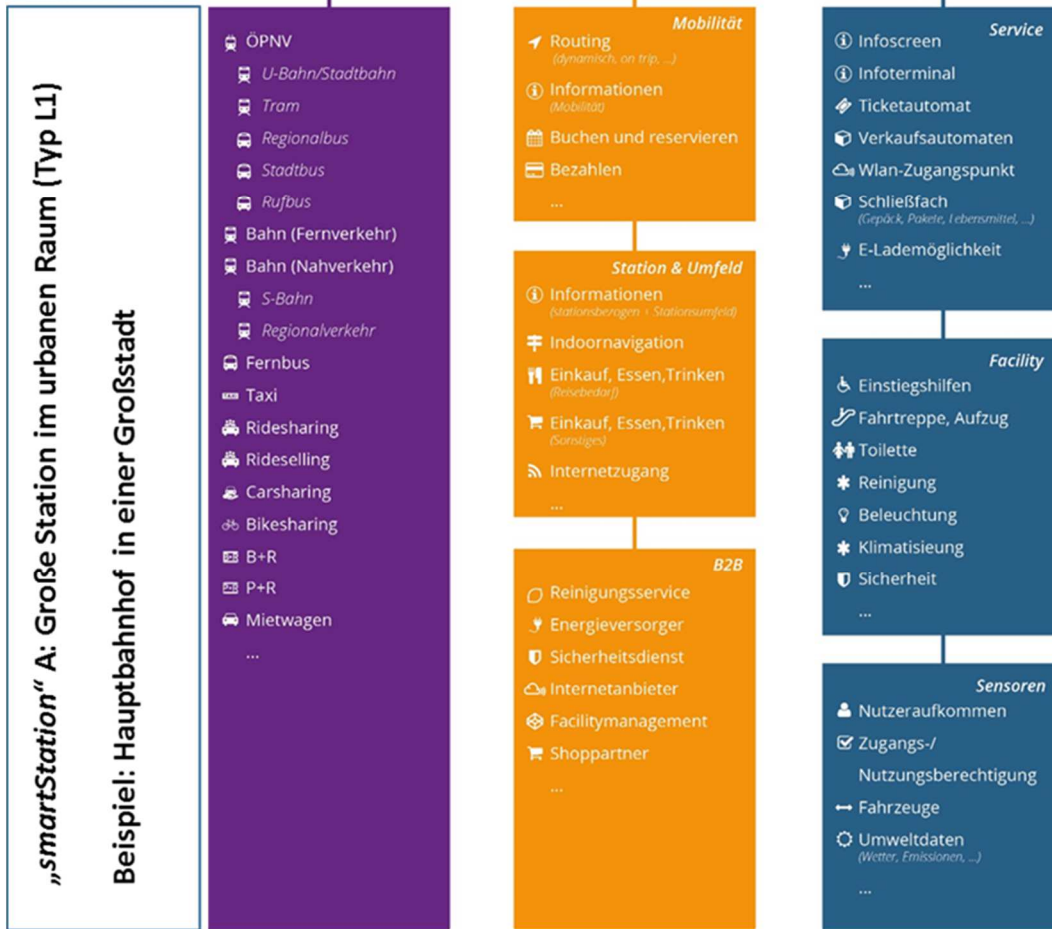 „smartStation“ A: Große Station im urbanen Raum (Typ L1)
Beispiel: Hauptbahnhof in einer Großstadt
ÖPNV
U-Bahn/Stadtbahn
Tram
Regionalbus
Stadtbus
Rufbus
Bahn (Fernverkehr)
Bahn (Nahverkehr)
S-Bahn
Regionalverkehr
Fernbus
TAXI Taxi
Ridesharing
Rideselling
Carsharing
Bikesharing
B+R
P+R
Mietwagen
...
Mobilität
Routing
(dynamisch, on trip, ...)
Informationen
(Mobilität)
Buchen und reservieren
Bezahlen
...
Station & Umfeld
Informationen
(stationsbezogen + Stationsumfeld)
Indoornavigation
Einkauf, Essen,Trinken
(Reisebedarf)
Einkauf, Essen,Trinken
(Sonstiges)
Internetzugang
...
B2B
Reinigungsservice
Energieversorger
Sicherheitsdienst
Internetanbieter
Facilitymanagement
Shoppartner
...
Service
Infoscreen
Infoterminal
Ticketautomat
Verkaufsautomaten
Wlan-Zugangspunkt
Schließfach
(Gepäck, Pakete, Lebensmittel, ...)
E-Lademöglichkeit
...
Facility
Einstiegshilfen
Fahrtreppe, Aufzug
Toilette
Reinigung
Beleuchtung
Klimatisieung
Sicherheit
...
Sensoren
Nutzeraufkommen
Zugangs-/
Nutzungsberechtigung
Fahrzeuge
Umweltdaten
(Wetter, Emissionen, ...)
...